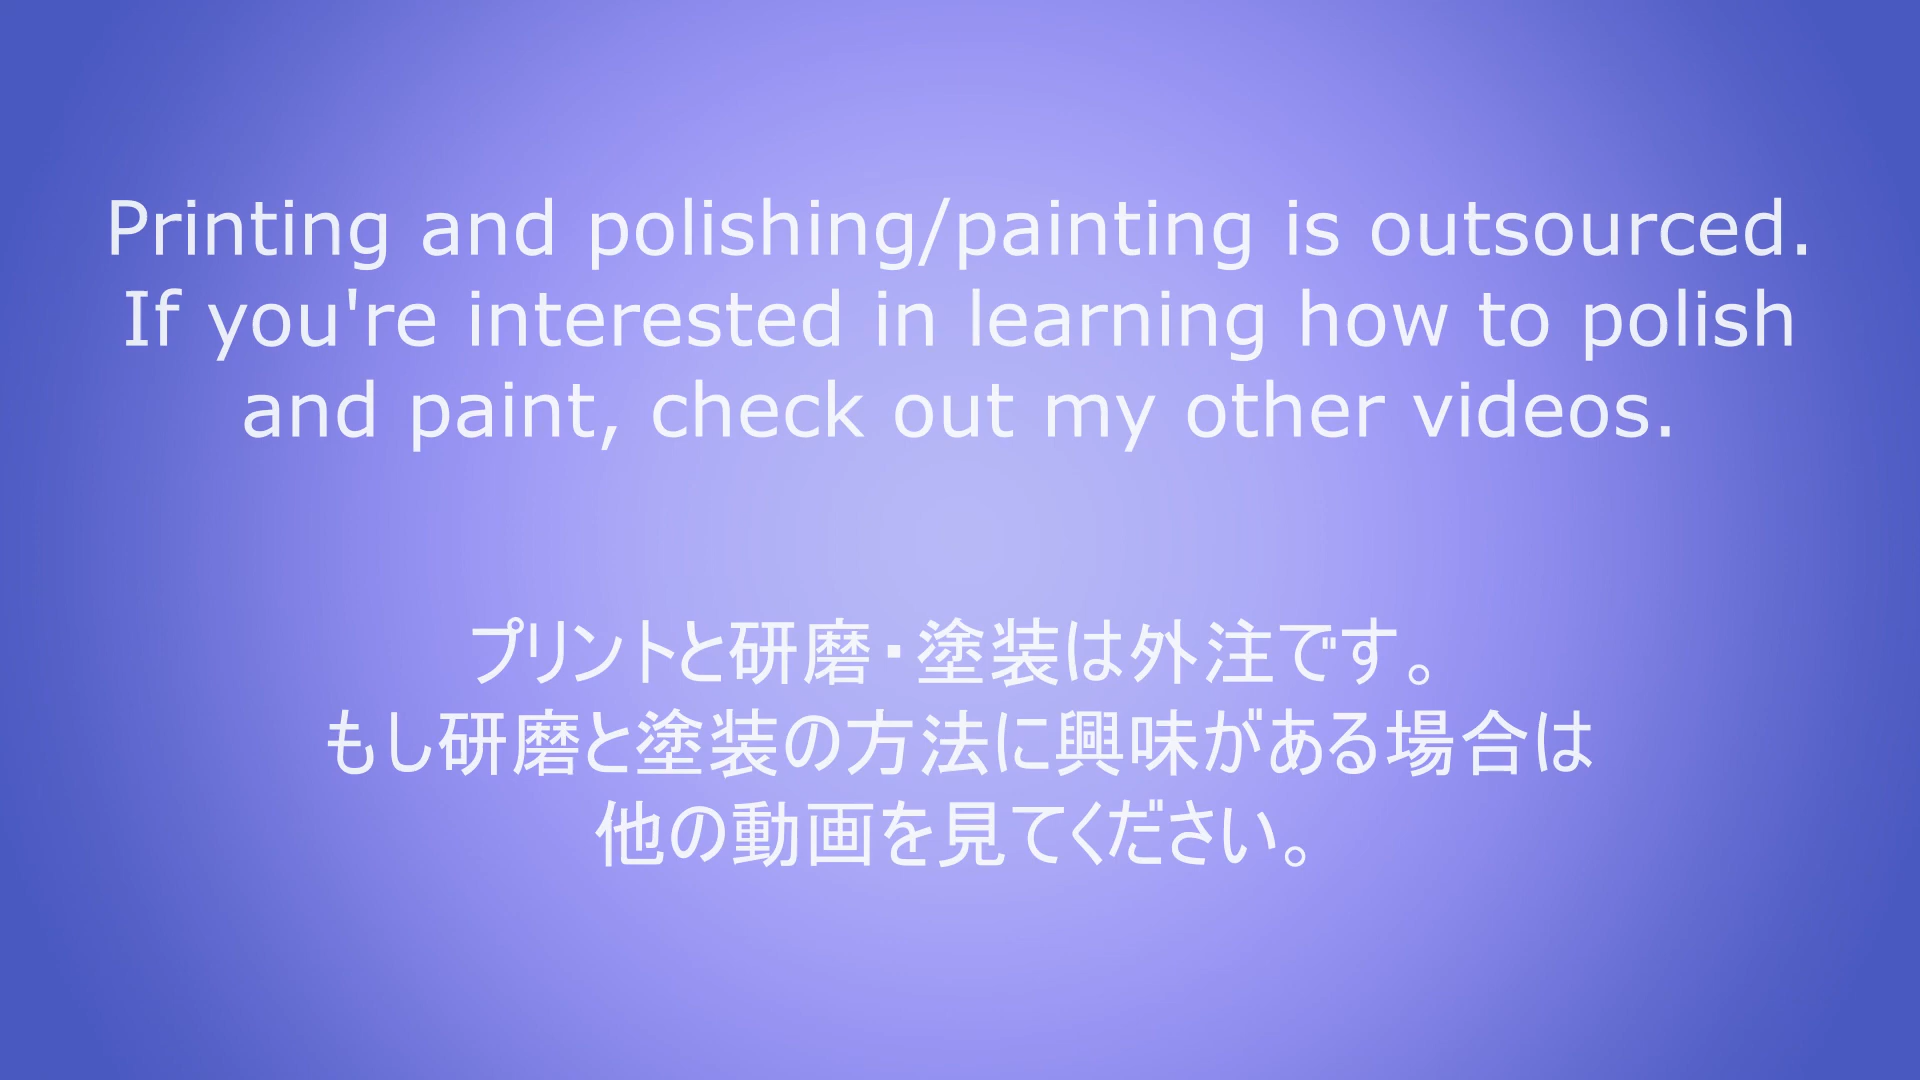 Printing and polishing/painting is outsourced.
If you're interested in learning how to polish
and paint, check out my other videos.
プリントと研磨・塗装は外注です。
もし研磨と塗装の方法に興味がある場合は
他の動画を見てください。